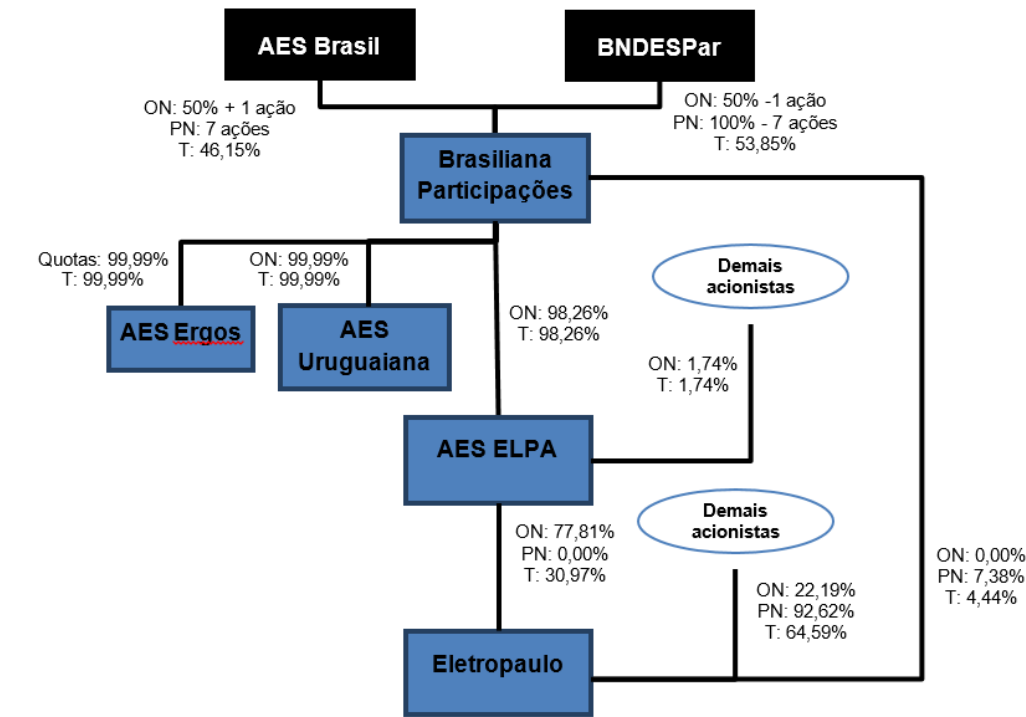 AES Brasil
BNDESPar
ON: 50% + 1 ação
PN: 7 ações
T: 46,15%
ON: 50% -1 ação
PN: 100% - 7 ações
T: 53,85%
Brasiliana
Participações
Quotas: 99,99%
T: 99,99%
ON: 99,99%
T: 99,99%
AES Ergos
AES
Uruguaiana
ON: 98,26%
T: 98,26%
Demais
acionistas
ON: 1,74%
T: 1,74%
AES ELPA
Demais
acionistas
ON: 77,81%
PN: 0,00%
T: 30,97%
ON: 22,19%
PN: 92,62%
T: 64,59%
ON: 0,00%
PN: 7,38%
T: 4,44%
Eletropaulo